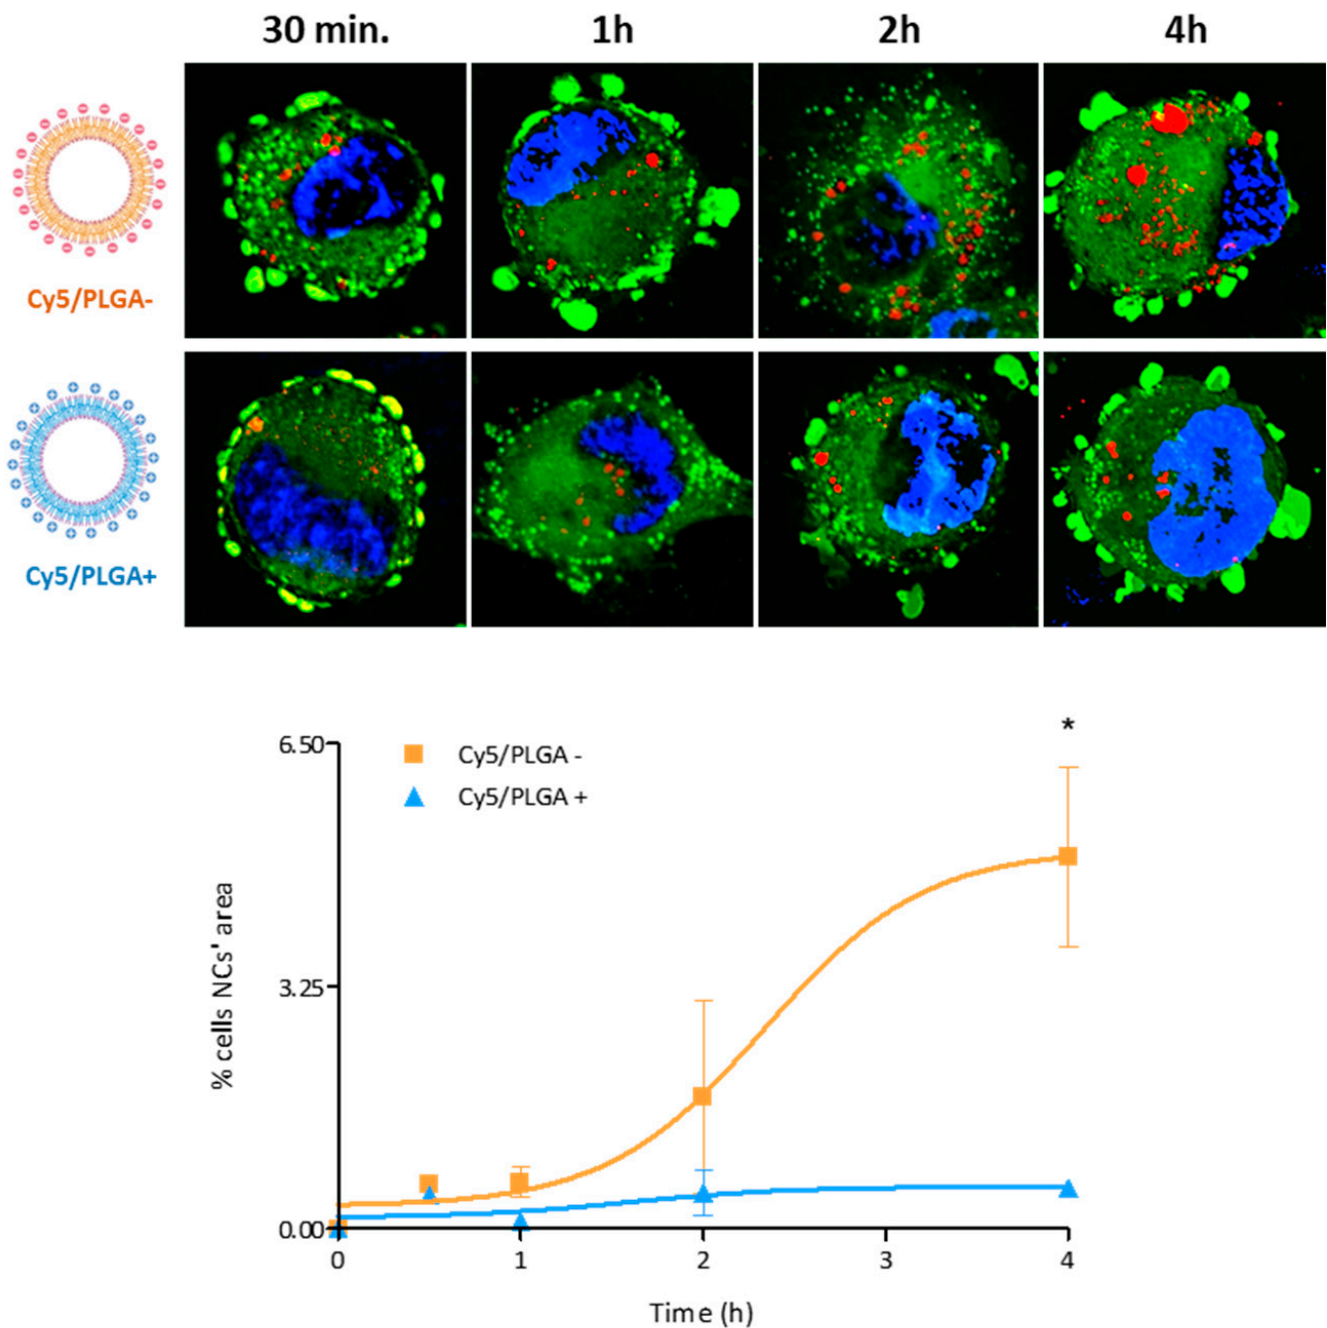 30 min.
1h
2h
4h
Cy5/PLGA-
Cy5/PLGA+
*
6.50
Cy5/PLGA -
Cy5/PLGA +
% cells NCs' area
3.25
0.00
0
1
2
3
4
Time (h)